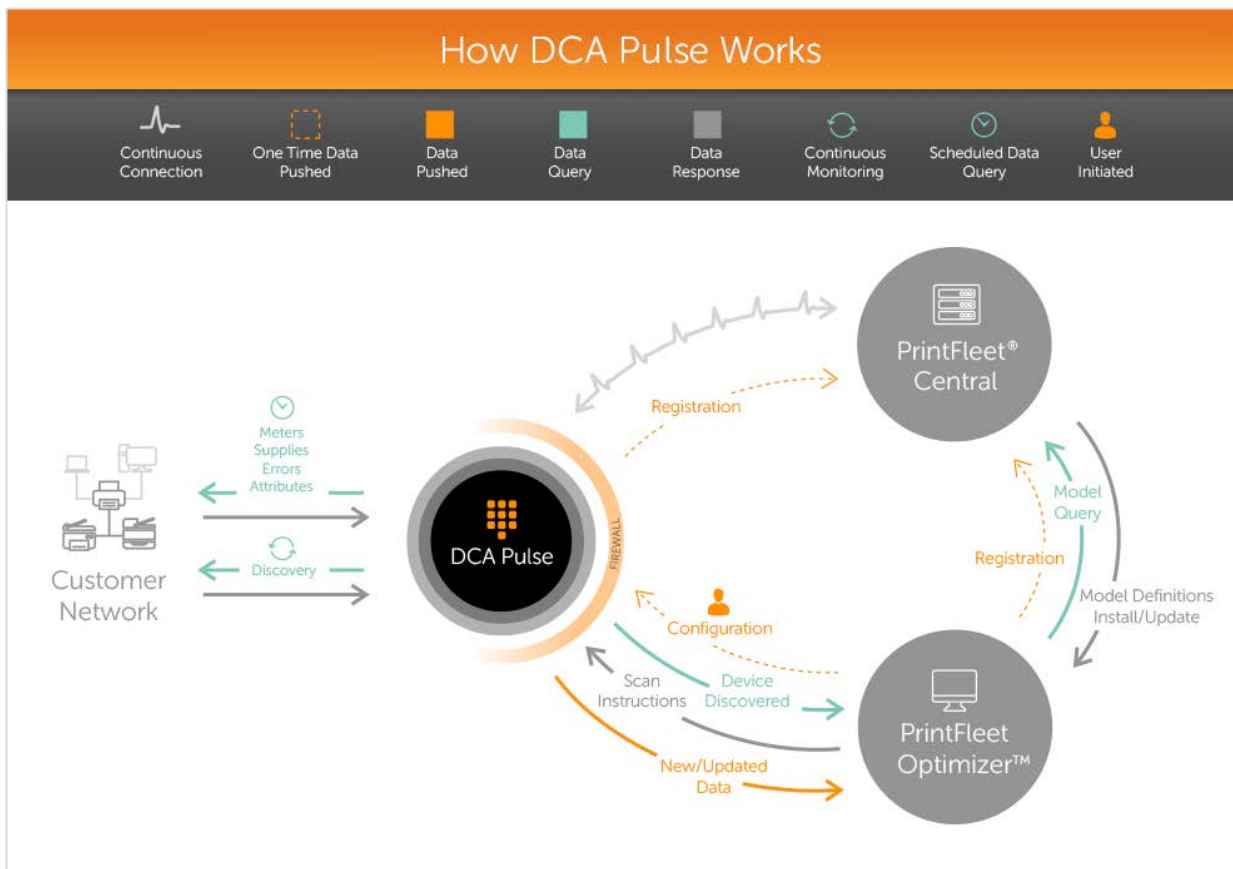 How DCA Pulse Works
Continuous
Connection
One Time Data
Pushed
Data
Pushed
Data
Query
Data
Response
Continuous
Monitoring
Scheduled Data
Query
User
Initiated
PrintFleet®
Central
Registration
Meters
Supplies
Errors
Attributes
Discovery
Customer
Network
DCA Pulse
FIREWALL
Model
Query
Registration
Model Definitions
Install/Update
Configuration
Scan
Instructions
Device
Discovered
New/Updated
Data
PrintFleet
Optimizer™